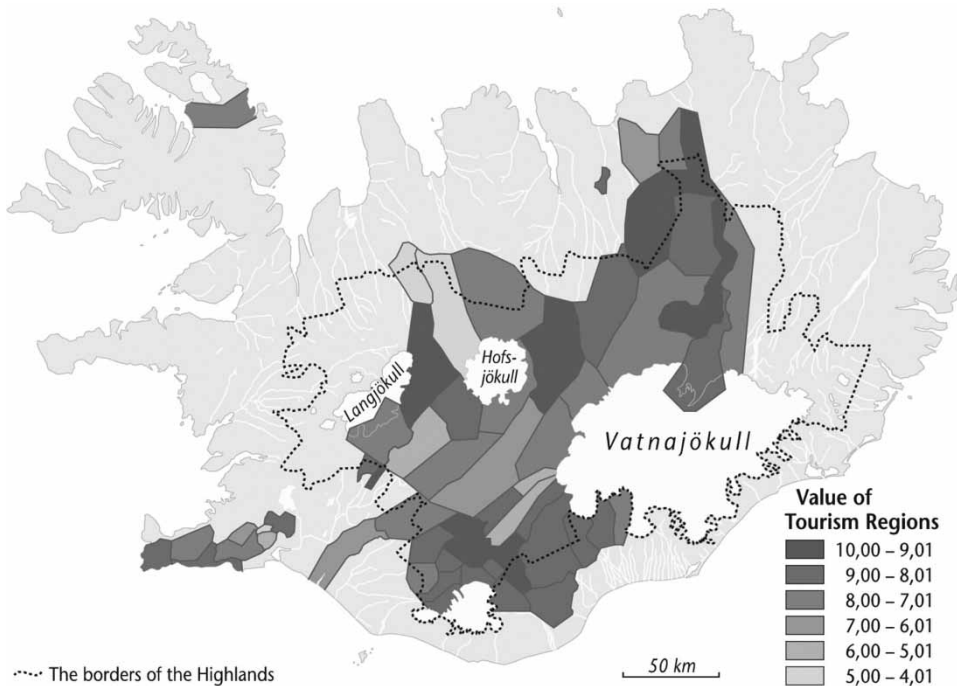 Hofs-
jökull
Langjökull
Vatnajökull
Value of
Tourism Regions
10,00 – 9,01
9,00 – 8,01
8,00 – 7,01
7,00 – 6,01
6,00 – 5,01
5,00 – 4,01
50 km
The borders of the Highlands